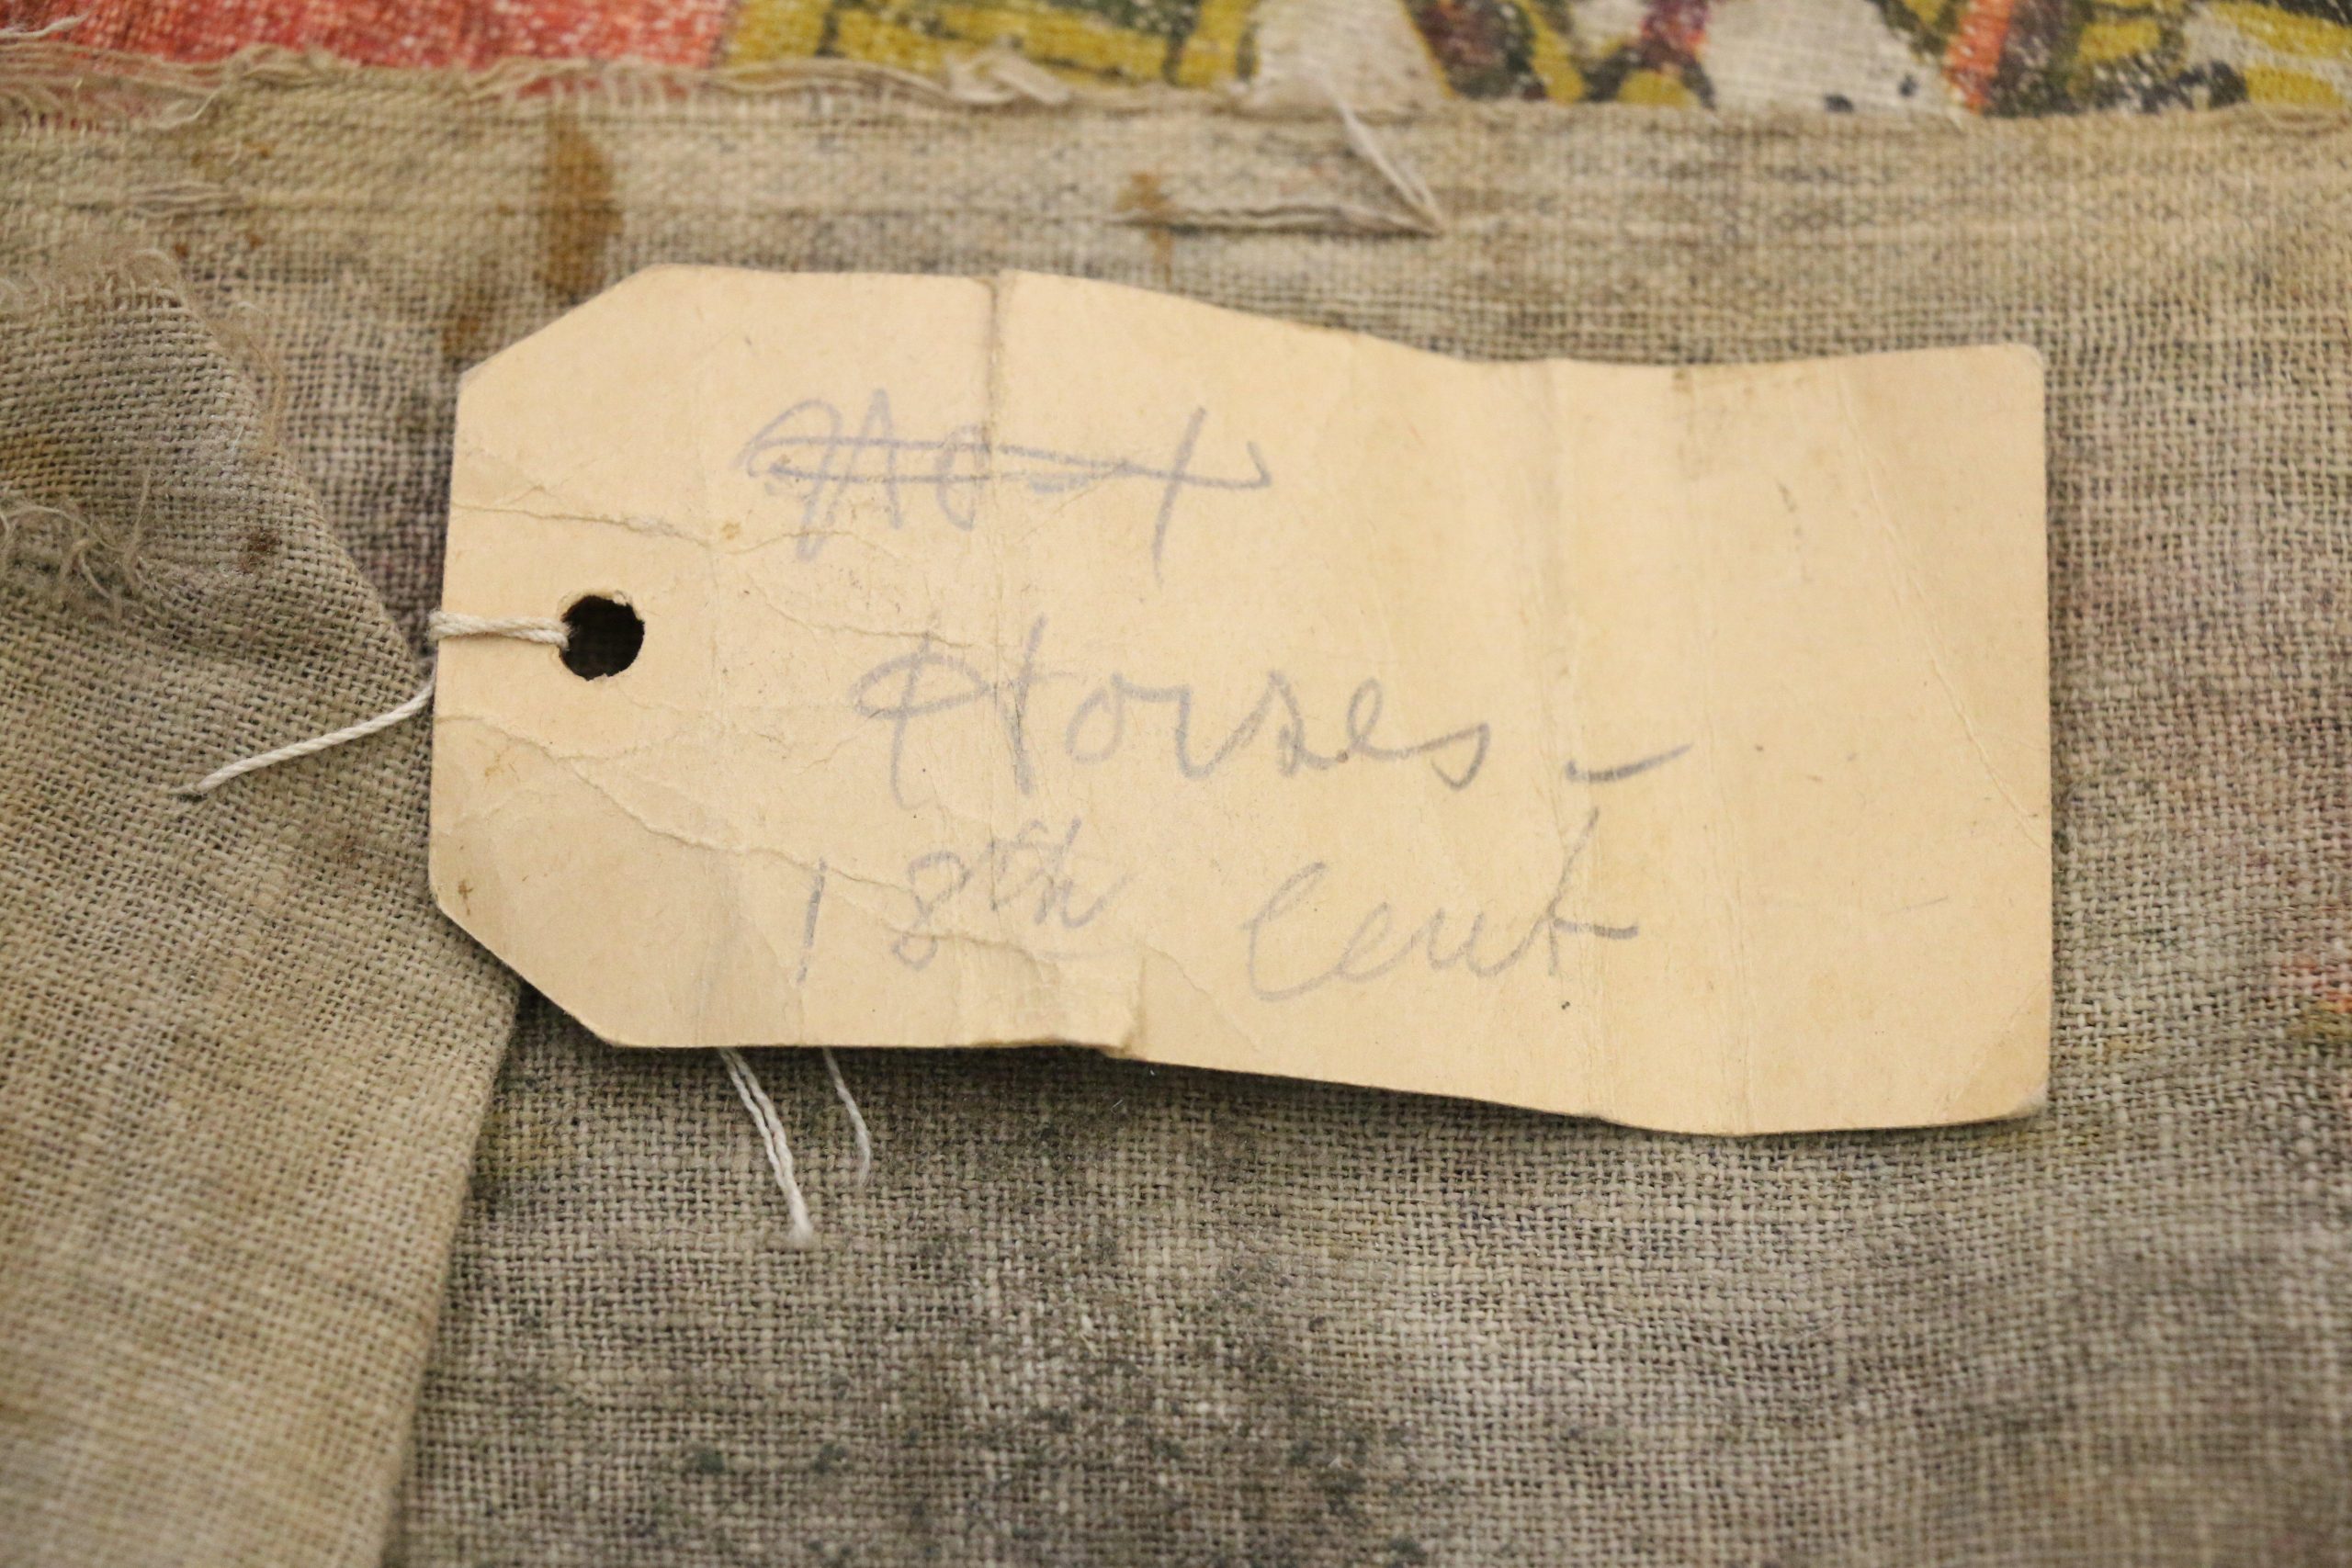 Horses -
18th Cent